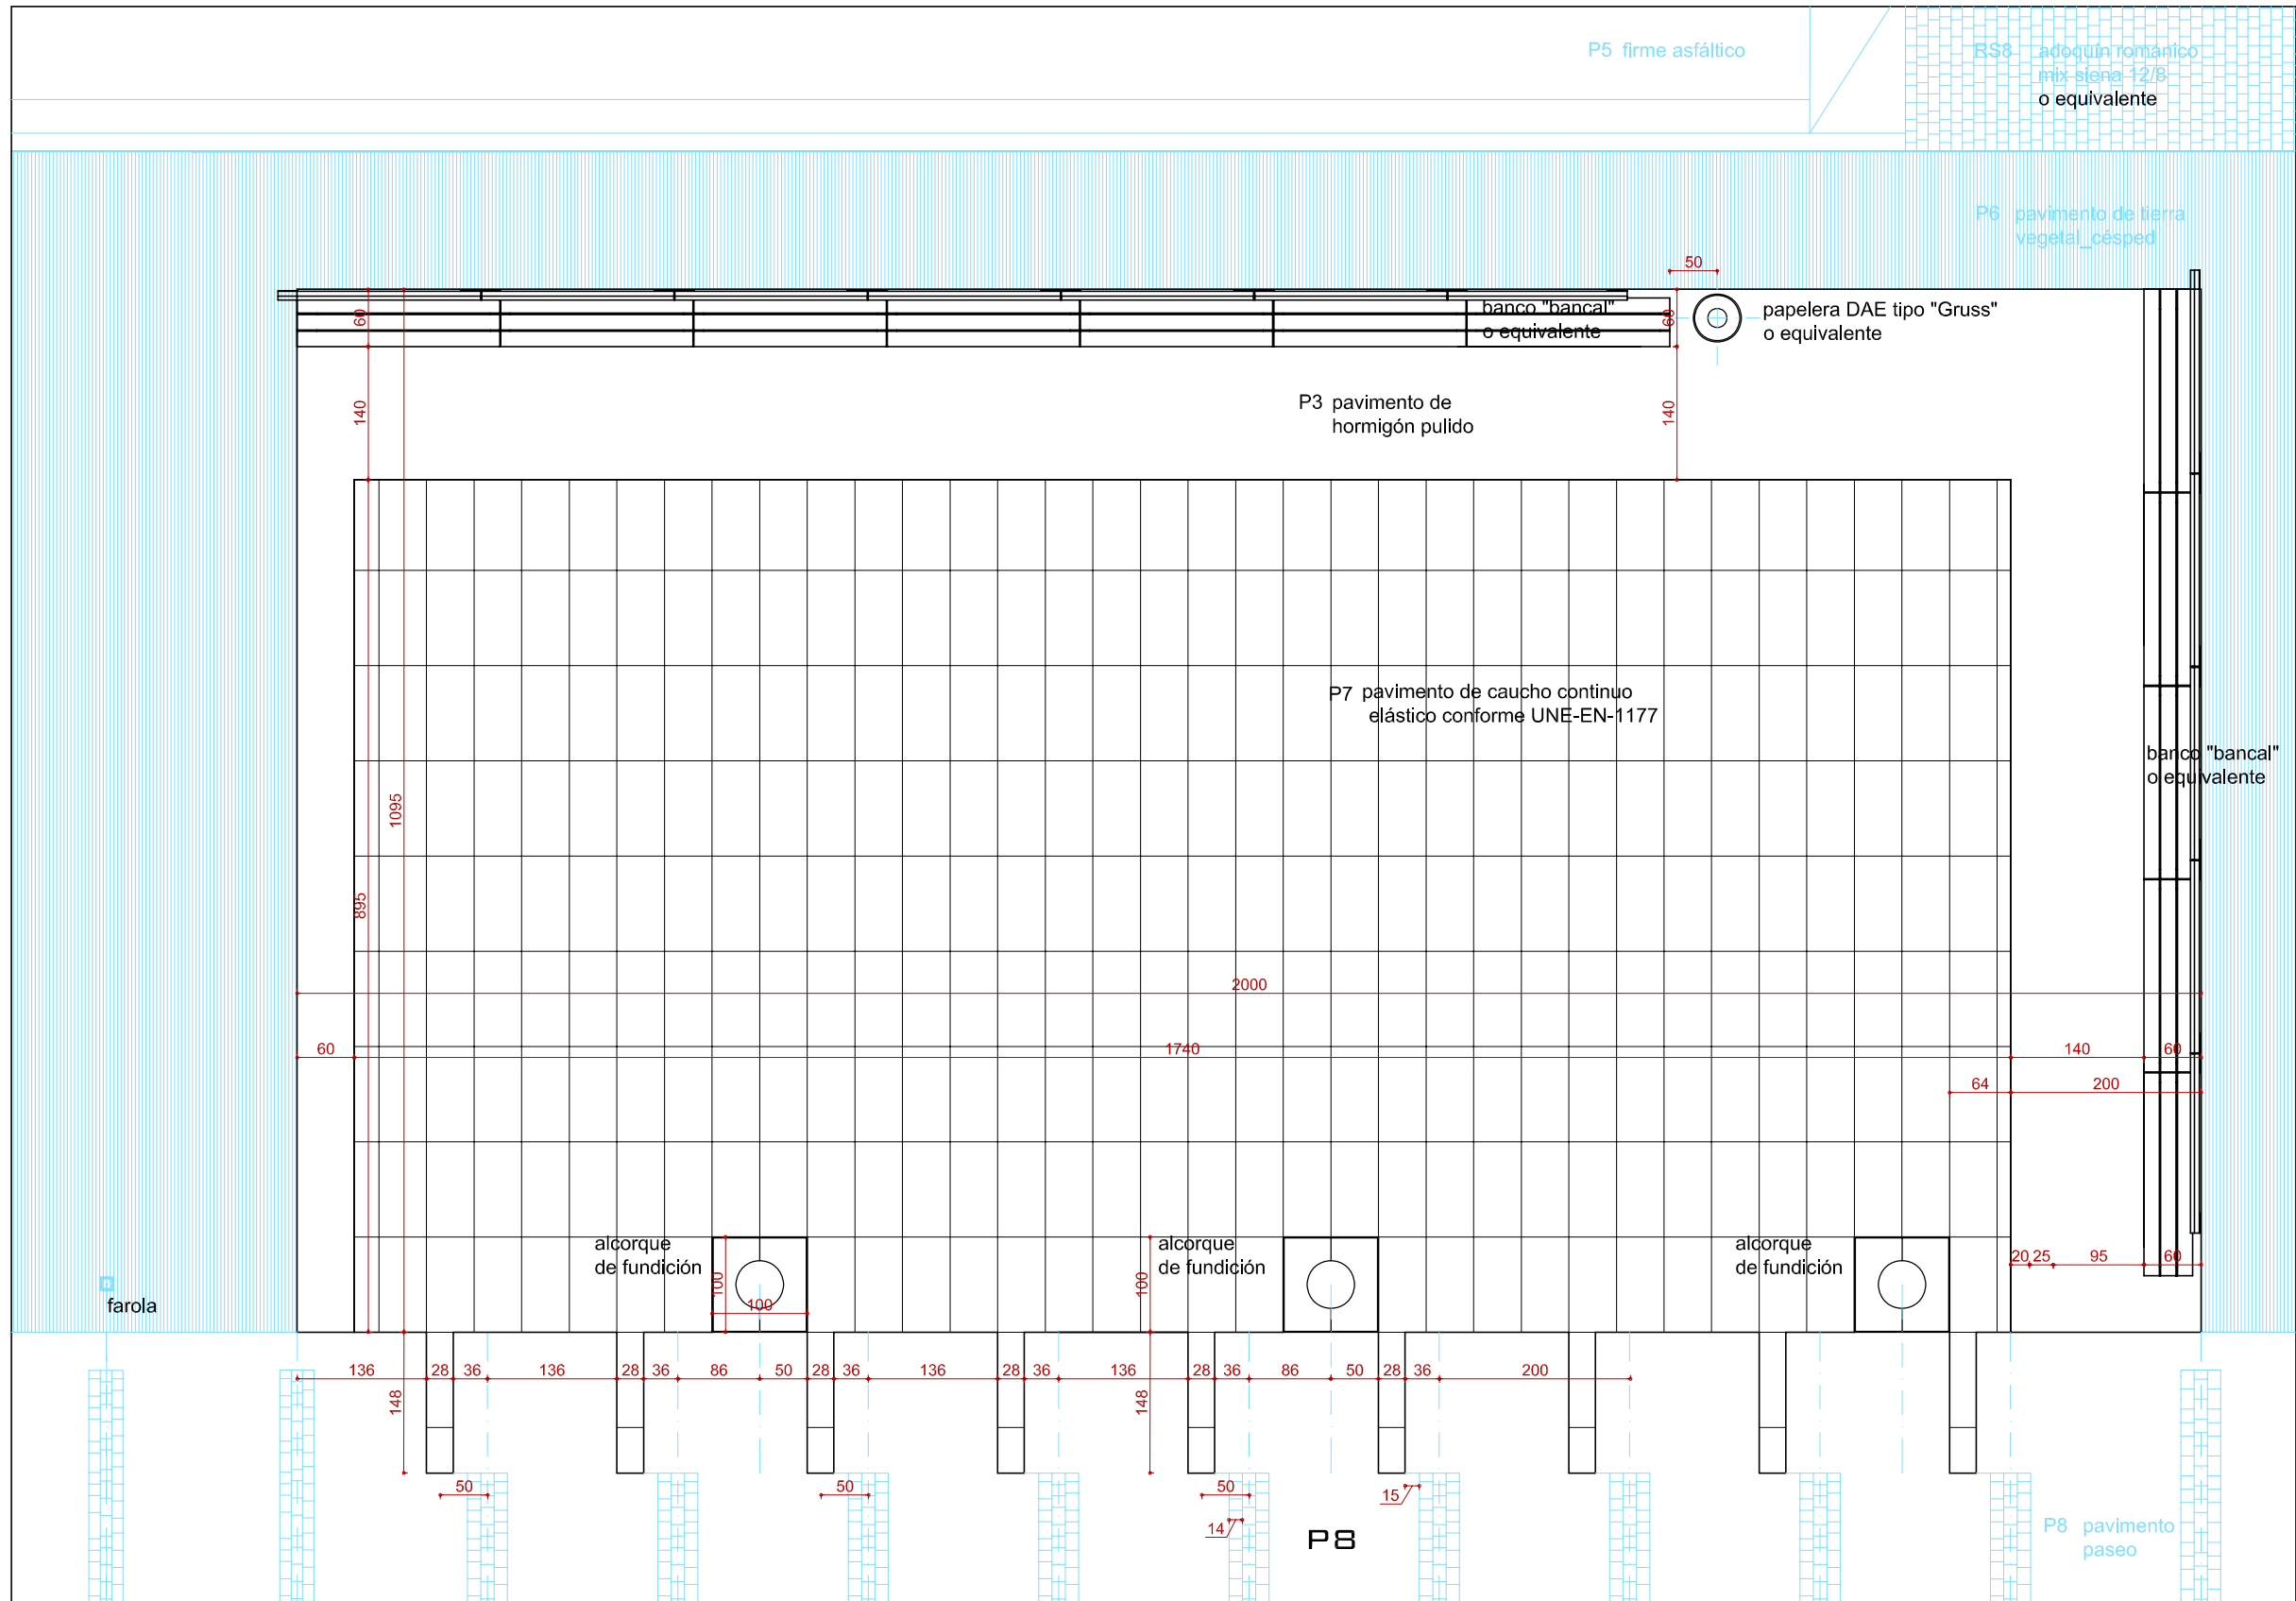 P5 firme asfáltico
RS8 adoquín románico
mix siena 12/8
o equivalente
P6 pavimento de tierra
vegetal_césped
50
banco "bancal"
o equivalente
papelera DAE tipo "Gruss"
o equivalente
60
60
140
140
P3 pavimento de
hormigón pulido
P7 pavimento de caucho continuo
elástico conforme UNE-EN-1177
banco "bancal"
o equivalente
1095
895
2000
60
1740
140
60
64
200
alcorque
de fundición
alcorque
de fundición
alcorque
de fundición
100
100
100
20 25 95 60
farola
136 28 36 136 28 36 86 50 28 36 136 28 36 136 28 36 86 50 28 36 200
148
148
50
50
50
15
14
P8
P8 pavimento
paseo